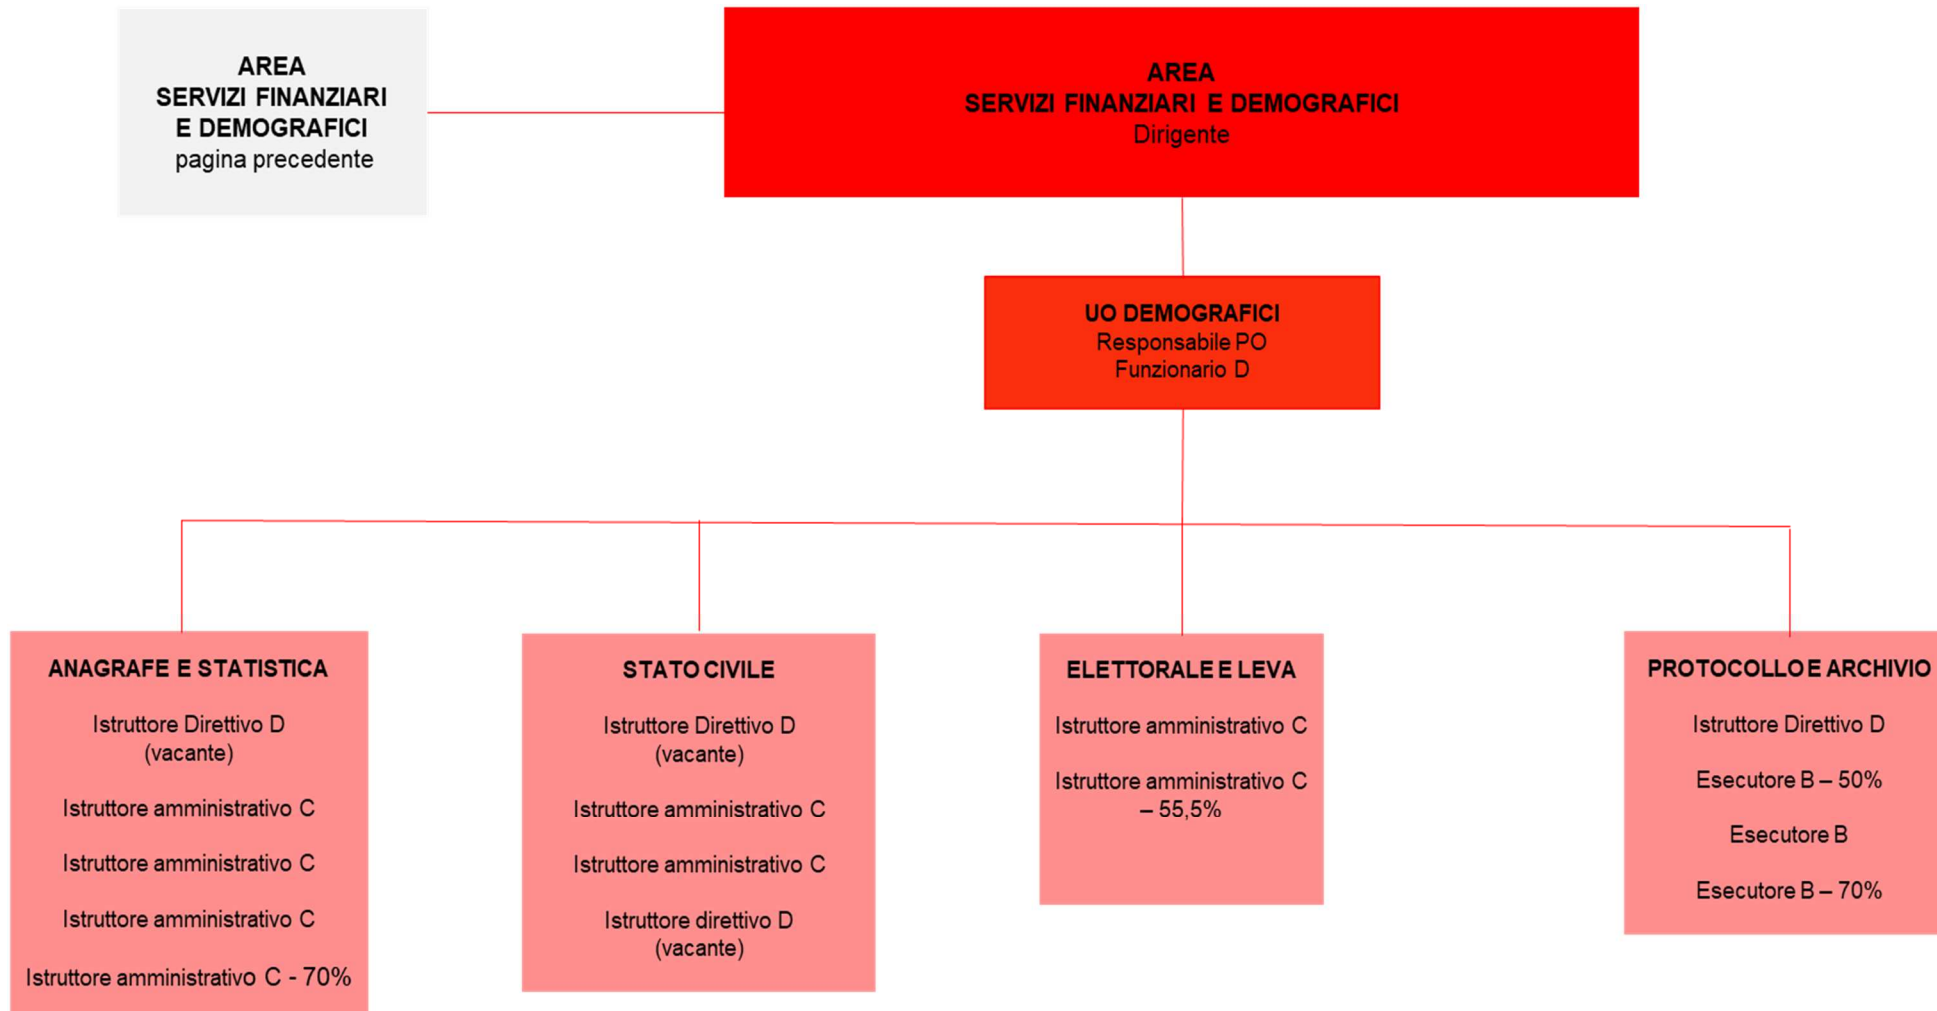 AREA
SERVIZI FINANZIARI
E DEMOGRAFICI
pagina precedente
AREA
SERVIZI FINANZIARI E DEMOGRAFICI
Dirigente
UO DEMOGRAFICI
Responsabile PO
Funzionario D
ANAGRAFE E STATISTICA
Istruttore Direttivo D
(vacante)
Istruttore amministrativo C
Istruttore amministrativo C
Istruttore amministrativo C
Istruttore amministrativo C - 70%
STATO CIVILE
Istruttore Direttivo D
(vacante)
Istruttore amministrativo C
Istruttore amministrativo C
Istruttore direttivo D
(vacante)
ELETTORALE E LEVA
Istruttore amministrativo C
Istruttore amministrativo C
– 55,5%
PROTOCOLLO E ARCHIVIO
Istruttore Direttivo D
Esecutore B – 50%
Esecutore B
Esecutore B – 70%